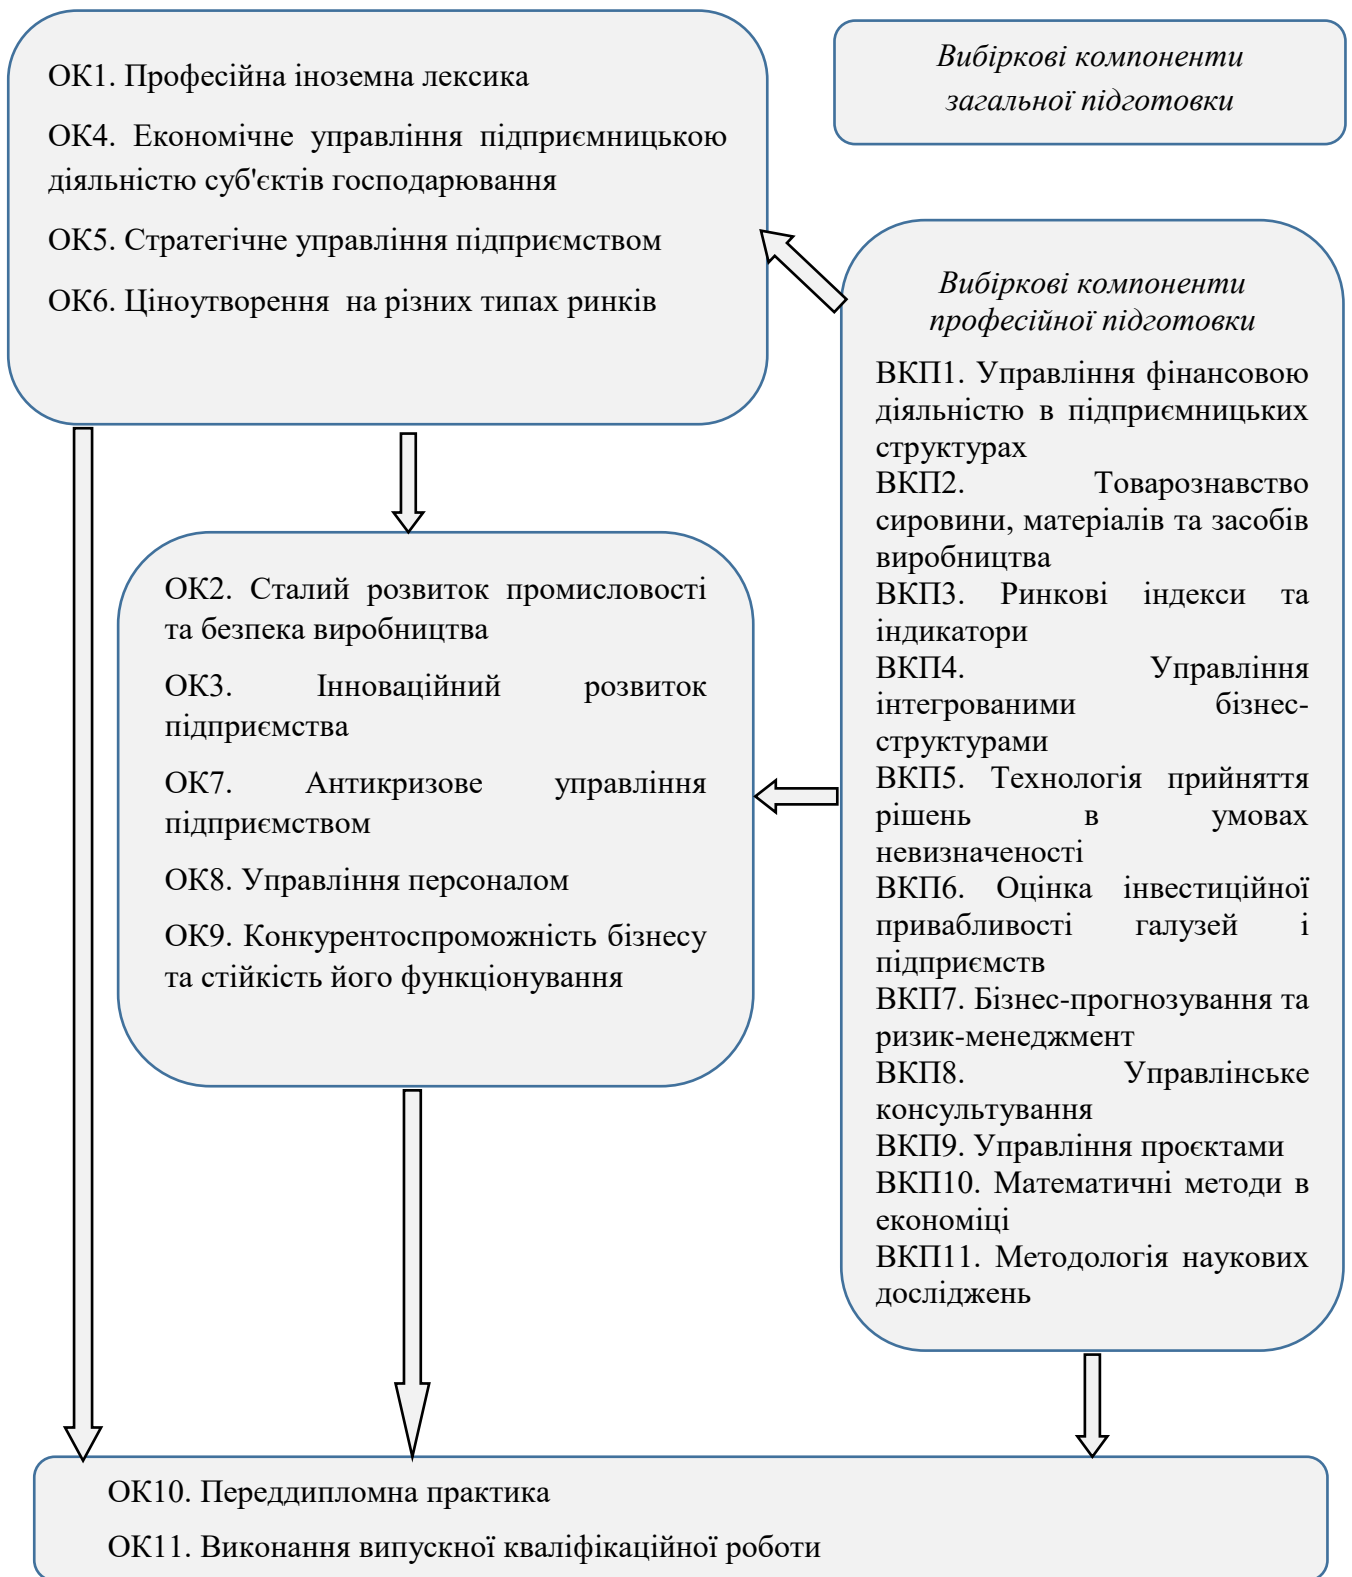 ОК1. Професійна іноземна лексика
ОК4. Економічне управління підприємницькою
діяльністю суб'єктів господарювання
ОК5. Стратегічне управління підприємством
ОК6. Ціноутворення на різних типах ринків
Вибіркові компоненти
загальної підготовки
Вибіркові компоненти
професійної підготовки
ВКП1. Управління фінансовою
діяльністю в підприємницьких
структурах
ВКП2. Товарознавство
сировини, матеріалів та засобів
виробництва
ВКП3. Ринкові індекси та
індикатори
ВКП4. Управління
інтегрованими бізнес-
структурами
ВКП5. Технологія прийняття
рішень в умовах
невизначеності
ВКП6. Оцінка інвестиційної
привабливості галузей і
підприємств
ВКП7. Бізнес-прогнозування та
ризик-менеджмент
ВКП8. Управлінське
консультування
ВКП9. Управління проєктами
ВКП10. Математичні методи в
економіці
ВКП11. Методологія наукових
досліджень
ОК2. Сталий розвиток промисловості
та безпека виробництва
ОК3. Інноваційний розвиток
підприємства
ОК7. Антикризове управління
підприємством
ОК8. Управління персоналом
ОК9. Конкурентоспроможність бізнесу
та стійкість його функціонування
ОК10. Переддипломна практика
ОК11. Виконання випускної кваліфікаційної роботи